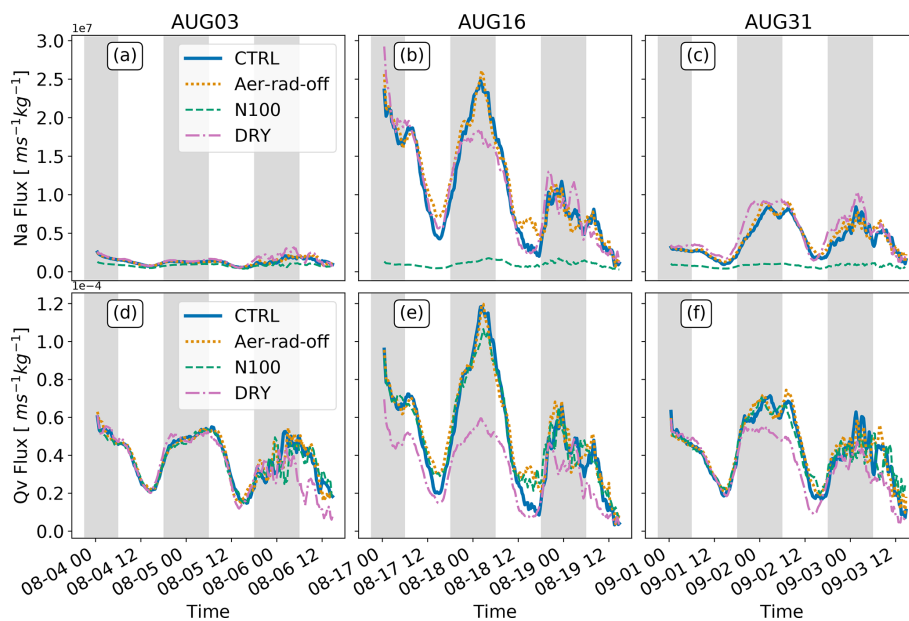 AUG03 AUG16 AUG31
1e7
3.0
2.5
2.0
1.5
1.0
0.5
0.0
Na Flux [ ms⁻¹kg⁻¹]
(a)
CTRL
Aer-rad-off
N100
DRY
(b)
(c)
1e−4
1.2
1.0
0.8
0.6
0.4
0.2
0.0
Qv Flux [ ms⁻¹kg⁻¹]
(d)
CTRL
Aer-rad-off
N100
DRY
(e)
(f)
08-04 00 08-04 12 08-05 00 08-05 12 08-06 00 08-06 12
08-17 00 08-17 12 08-18 00 08-18 12 08-19 00 08-19 12
09-01 00 09-01 12 09-02 00 09-02 12 09-03 00 09-03 12
Time Time Time